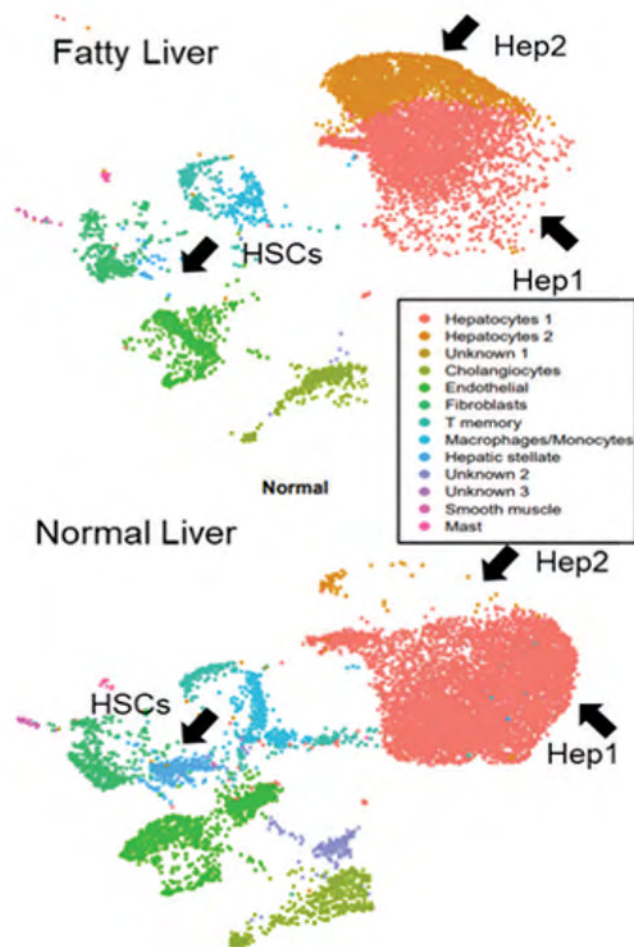 Fatty Liver
Hep2
HSCs
Hep1
Hepatocytes 1
Hepatocytes 2
Unknown 1
Cholangiocytes
Endothelial
Fibroblasts
T memory
Macrophages/Monocytes
Hepatic stellate
Unknown 2
Unknown 3
Smooth muscle
Mast
Normal
Normal Liver
Hep2
HSCs
Hep1